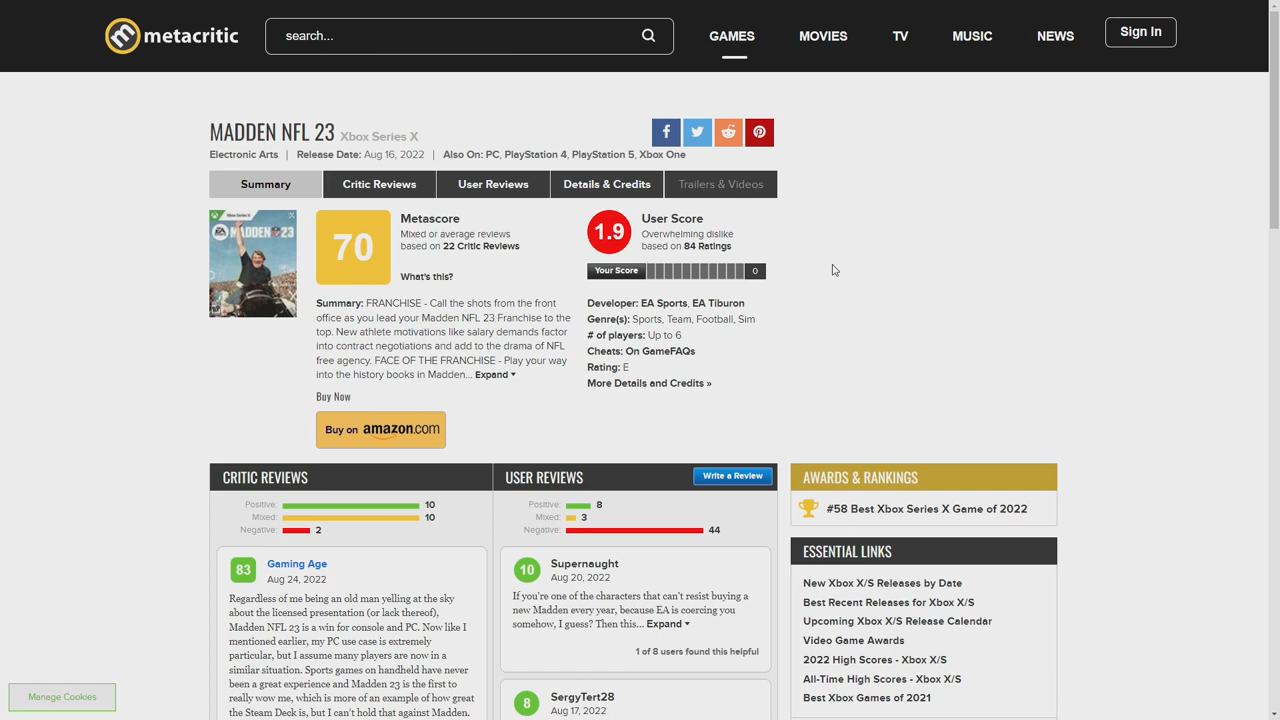 metacritic
search...
GAMES
MOVIES
TV
MUSIC
NEWS
Sign In
MADDEN NFL 23 Xbox Series X
Electronic Arts | Release Date: Aug 16, 2022 | Also On: PC, PlayStation 4, PlayStation 5, Xbox One
Summary
Critic Reviews
User Reviews
Details & Credits
Trailers & Videos
MADDEN 23
70
Metascore
Mixed or average reviews
based on 22 Critic Reviews
What's this?
Summary: FRANCHISE - Call the shots from the front
office as you lead your Madden NFL 23 Franchise to the
top. New athlete motivations like salary demands factor
into contract negotiations and add to the drama of NFL
free agency. FACE OF THE FRANCHISE - Play your way
into the history books in Madden... Expand
Buy Now
Buy on amazon.com
1.9
User Score
Overwhelming dislike
based on 84 Ratings
Your Score
0
Developer: EA Sports, EA Tiburon
Genre(s): Sports, Team, Football, Sim
# of players: Up to 6
Cheats: On GameFAQs
Rating: E
More Details and Credits »
CRITIC REVIEWS
Positive: 10
Mixed: 10
Negative: 2
83
Gaming Age
Aug 24, 2022
Regardless of me being an old man yelling at the sky
about the licensed presentation (or lack thereof),
Madden NFL 23 is a win for console and PC. Now like I
mentioned earlier, my PC use case is extremely
particular, but I assume many players are now in a
similar situation. Sports games on handheld have never
been a great experience and Madden 23 is the first to
really wow me, which is more of an example of how great
the Steam Deck is, but I can't hold that against Madden.
USER REVIEWS
Write a Review
Positive: 8
Mixed: 3
Negative: 44
10
Supernaught
Aug 20, 2022
If you're one of the characters that can't resist buying a
new Madden every year, because EA is coercing you
somehow, I guess? Then this... Expand
1 of 8 users found this helpful
8
SergyTert28
Aug 17, 2022
AWARDS & RANKINGS
#58 Best Xbox Series X Game of 2022
ESSENTIAL LINKS
New Xbox X/S Releases by Date
Best Recent Releases for Xbox X/S
Upcoming Xbox X/S Release Calendar
Video Game Awards
2022 High Scores - Xbox X/S
All-Time High Scores - Xbox X/S
Best Xbox Games of 2021
Manage Cookies